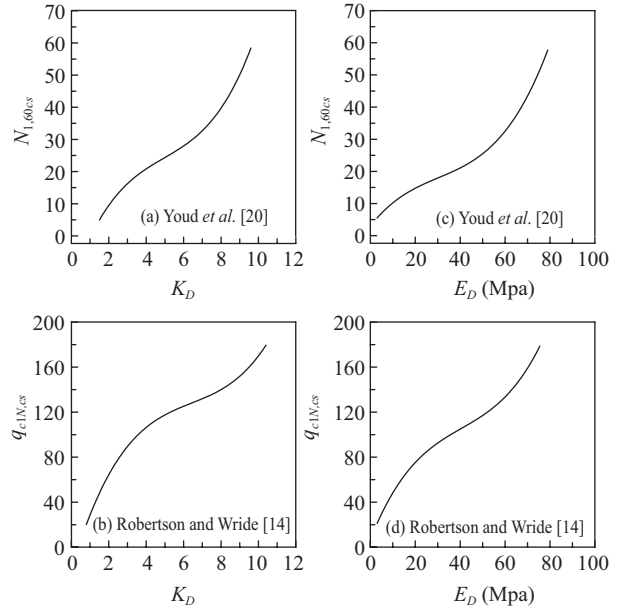 70
60
50
40
30
20
10
0
N1,60cs
(a) Youd et al. [20]
0 2 4 6 8 10 12
KD
70
60
50
40
30
20
10
0
N1,60cs
(c) Youd et al. [20]
0 20 40 60 80 100
ED (Mpa)
200
160
120
80
40
0
qc1N,cs
(b) Robertson and Wride [14]
0 2 4 6 8 10 12
KD
200
160
120
80
40
0
qc1N,cs
(d) Robertson and Wride [14]
0 20 40 60 80 100
ED (Mpa)